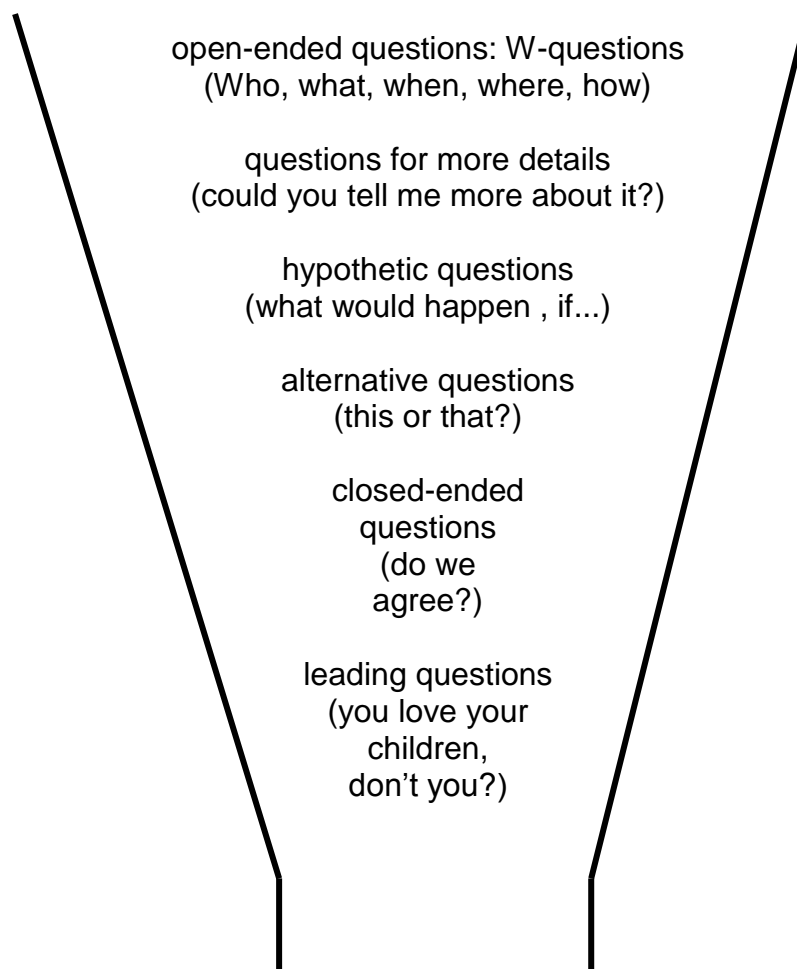 open-ended questions: W-questions
(Who, what, when, where, how)
questions for more details
(could you tell me more about it?)
hypothetic questions
(what would happen , if...)
alternative questions
(this or that?)
closed-ended
questions
(do we
agree?)
leading questions
(you love your
children,
don’t you?)